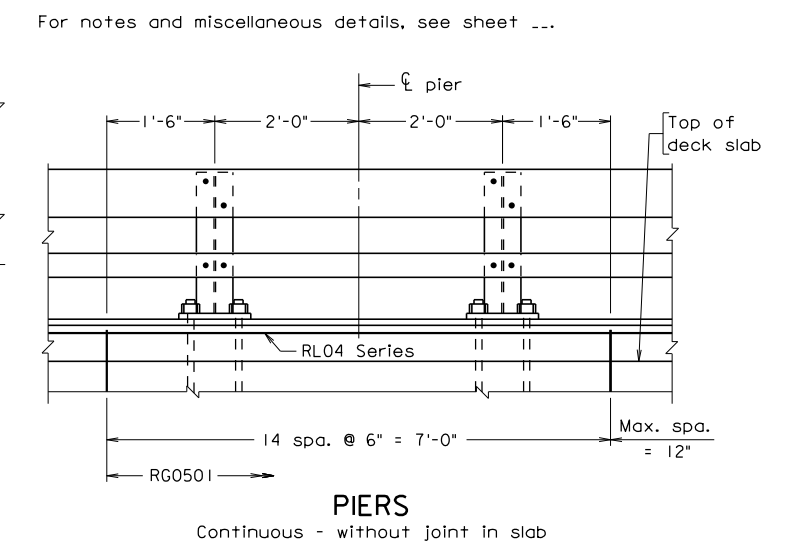 For notes and miscellaneous details, see sheet __.
℄ pier
1'-6" 2'-0" 2'-0" 1'-6"
Top of
deck slab
RL04 Series
14 spa. @ 6" = 7'-0"
Max. spa.
= 12"
RG0501
PIERS
Continuous - without joint in slab